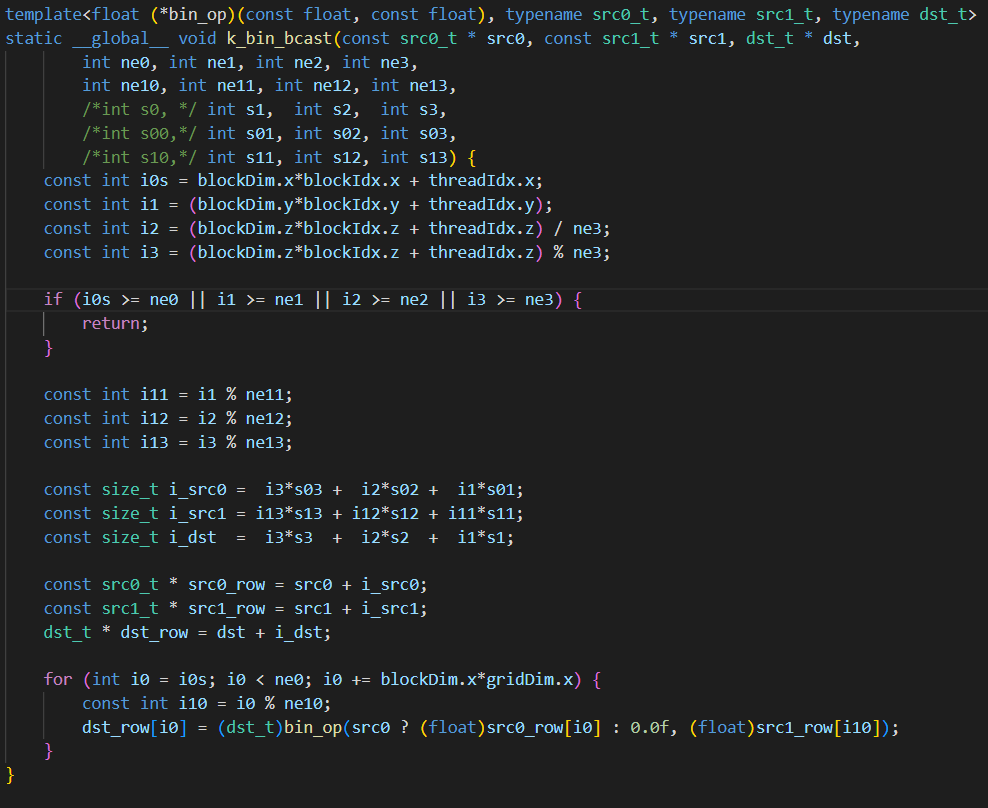 template<float (*bin_op)(const float, const float), typename src0_t, typename src1_t, typename dst_t>
static __global__ void k_bin_bcast(const src0_t * src0, const src1_t * src1, dst_t * dst,
        int ne0, int ne1, int ne2, int ne3,
        int ne10, int ne11, int ne12, int ne13,
        /*int s0, */ int s1,  int s2,  int s3,
        /*int s00,*/ int s01, int s02, int s03,
        /*int s10,*/ int s11, int s12, int s13) {
    const int i0s = blockDim.x*blockIdx.x + threadIdx.x;
    const int i1 = (blockDim.y*blockIdx.y + threadIdx.y);
    const int i2 = (blockDim.z*blockIdx.z + threadIdx.z) / ne3;
    const int i3 = (blockDim.z*blockIdx.z + threadIdx.z) % ne3;

    if (i0s >= ne0 || i1 >= ne1 || i2 >= ne2 || i3 >= ne3) {
        return;
    }

    const int i11 = i1 % ne11;
    const int i12 = i2 % ne12;
    const int i13 = i3 % ne13;

    const size_t i_src0 =  i3*s03 +  i2*s02 +  i1*s01;
    const size_t i_src1 = i13*s13 + i12*s12 + i11*s11;
    const size_t i_dst  =  i3*s3  +  i2*s2  +  i1*s1;

    const src0_t * src0_row = src0 + i_src0;
    const src1_t * src1_row = src1 + i_src1;
    dst_t * dst_row = dst + i_dst;

    for (int i0 = i0s; i0 < ne0; i0 += blockDim.x*gridDim.x) {
        const int i10 = i0 % ne10;
        dst_row[i0] = (dst_t)bin_op(src0 ? (float)src0_row[i0] : 0.0f, (float)src1_row[i10]);
    }
}